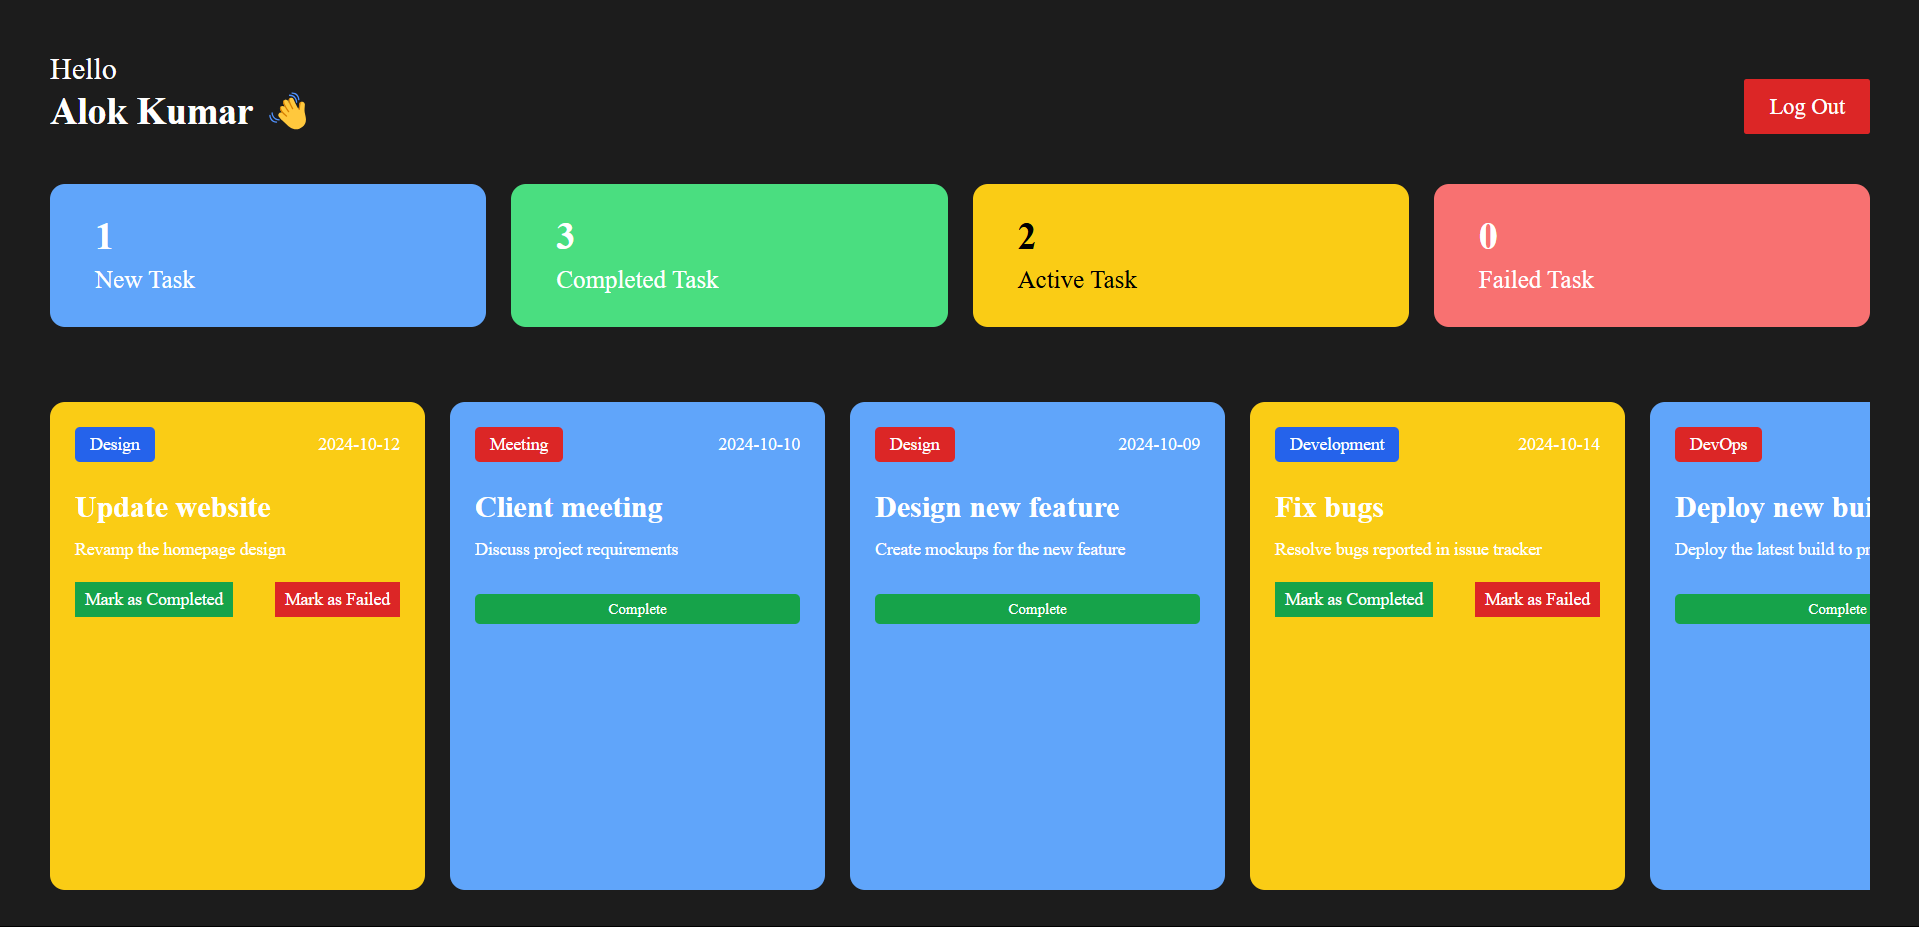 Hello
Alok Kumar 👋
Log Out
1
New Task
3
Completed Task
2
Active Task
0
Failed Task
Design 2024-10-12
Update website
Revamp the homepage design
Mark as Completed Mark as Failed
Meeting 2024-10-10
Client meeting
Discuss project requirements
Complete
Design 2024-10-09
Design new feature
Create mockups for the new feature
Complete
Development 2024-10-14
Fix bugs
Resolve bugs reported in issue tracker
Mark as Completed Mark as Failed
DevOps
Deploy new
Deploy the latest build to
Complete